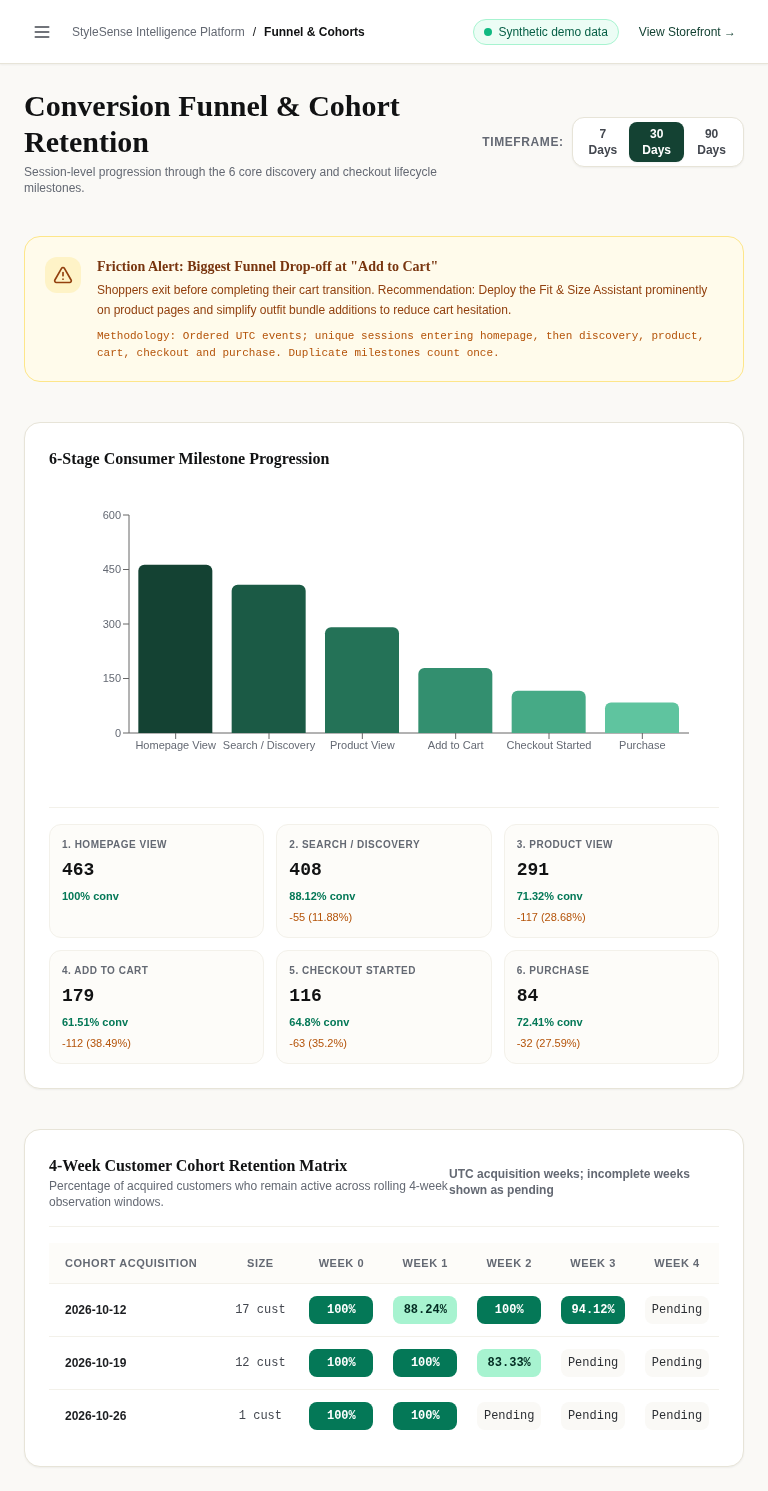 StyleSense Intelligence Platform / Funnel & Cohorts
Synthetic demo data
View Storefront →
Conversion Funnel & Cohort
Retention
Session-level progression through the 6 core discovery and checkout lifecycle
milestones.
TIMEFRAME:
7 Days
30 Days
90 Days
Friction Alert: Biggest Funnel Drop-off at "Add to Cart"
Shoppers exit before completing their cart transition. Recommendation: Deploy the Fit & Size Assistant prominently
on product pages and simplify outfit bundle additions to reduce cart hesitation.
Methodology: Ordered UTC events; unique sessions entering homepage, then discovery, product,
cart, checkout and purchase. Duplicate milestones count once.
6-Stage Consumer Milestone Progression
600
450
300
150
0
Homepage View Search / Discovery Product View Add to Cart Checkout Started Purchase
1. HOMEPAGE VIEW
463
100% conv
2. SEARCH / DISCOVERY
408
88.12% conv
-55 (11.88%)
3. PRODUCT VIEW
291
71.32% conv
-117 (28.68%)
4. ADD TO CART
179
61.51% conv
-112 (38.49%)
5. CHECKOUT STARTED
116
64.8% conv
-63 (35.2%)
6. PURCHASE
84
72.41% conv
-32 (27.59%)
4-Week Customer Cohort Retention Matrix
Percentage of acquired customers who remain active across rolling 4-week
observation windows.
UTC acquisition weeks; incomplete weeks
shown as pending
COHORT ACQUISITION SIZE WEEK 0 WEEK 1 WEEK 2 WEEK 3 WEEK 4
2026-10-12 17 cust 100% 88.24% 100% 94.12% Pending
2026-10-19 12 cust 100% 100% 83.33% Pending Pending
2026-10-26 1 cust 100% 100% Pending Pending Pending